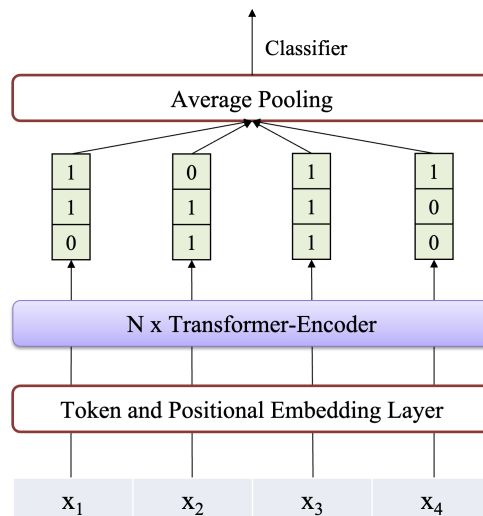 Classifier
Average Pooling
1 0 1 1
1 1 1 0
0 1 1 0
N x Transformer-Encoder
Token and Positional Embedding Layer
x₁ x₂ x₃ x₄